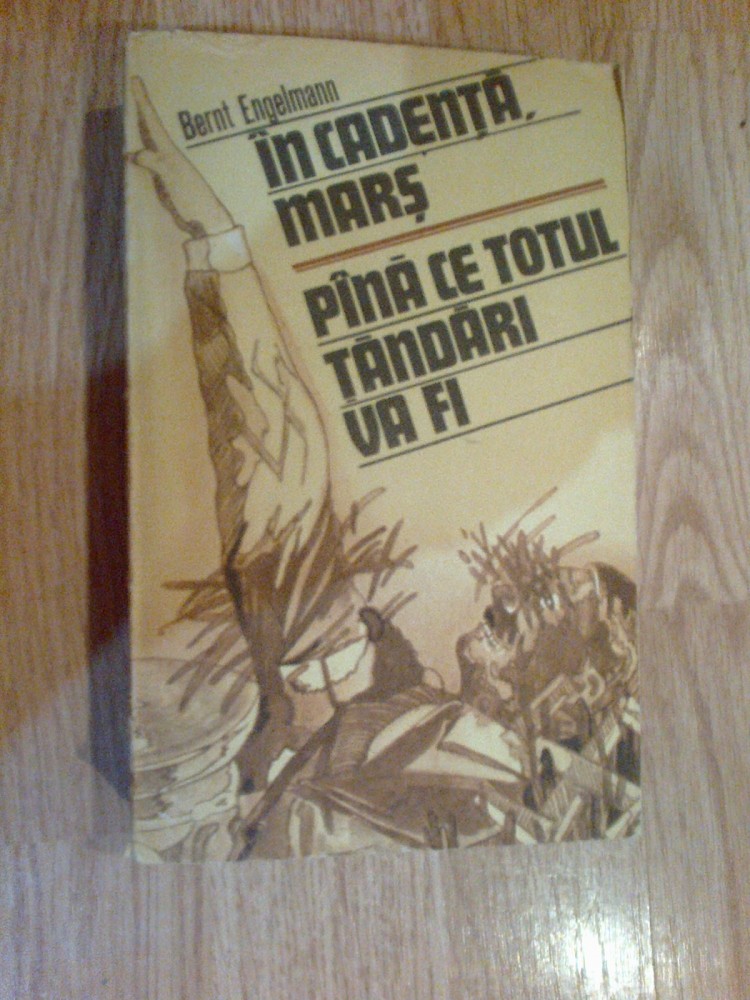 Bernt Engelmann
ÎN CADENȚĂ,
MARȘ
PÎNĂ CE TOTUL
ȚĂNDĂRI
VA FI